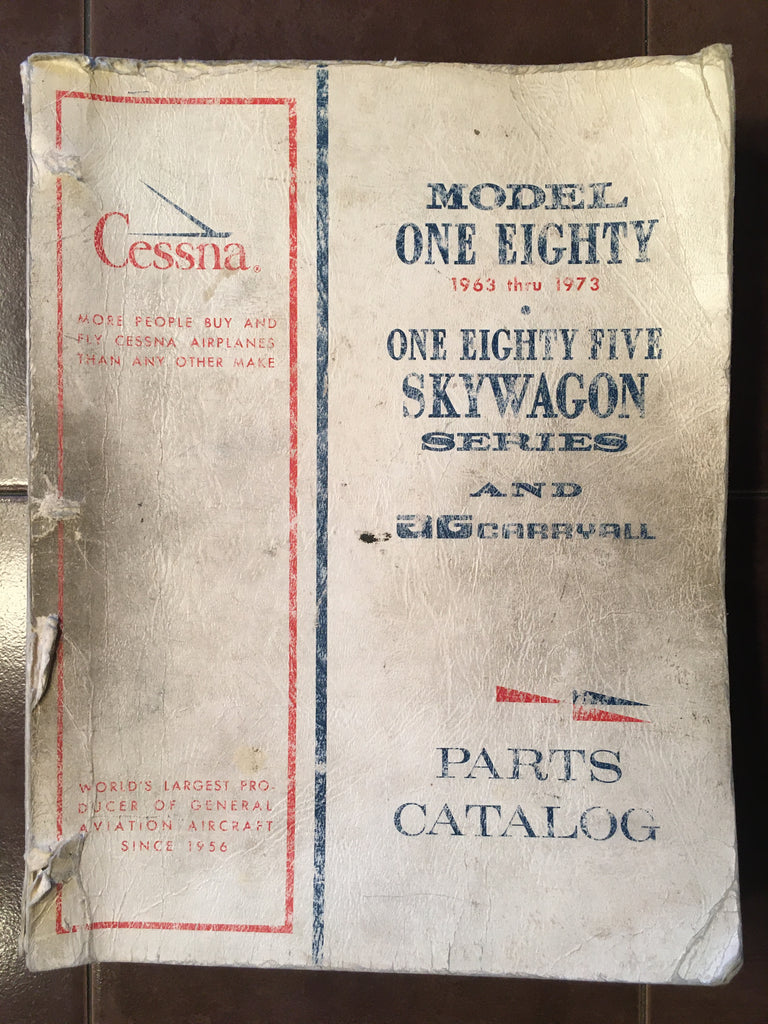 Cessna®
MORE PEOPLE BUY AND
FLY CESSNA AIRPLANES
THAN ANY OTHER MAKE
WORLD'S LARGEST PRO-
DUCER OF GENERAL
AVIATION AIRCRAFT
SINCE 1956
MODEL
ONE EIGHTY
1963 thru 1973
•
ONE EIGHTY FIVE
SKYWAGON
SERIES
AND
AG CARRYALL
PARTS
CATALOG